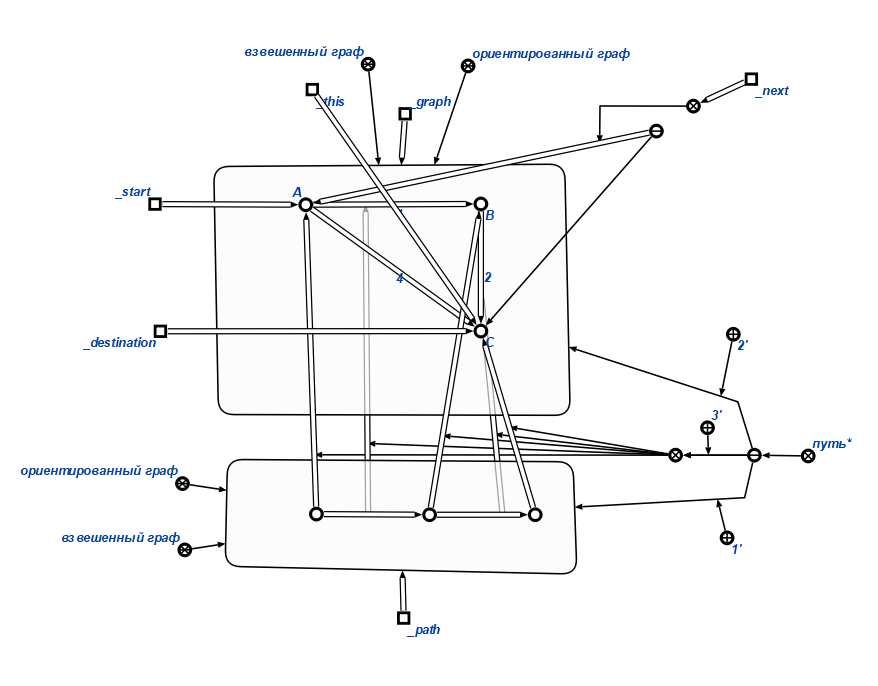 взвешенный граф
ориентированный граф
_this
_graph
_next
_start
A
B
4
2
_destination
C
2'
3'
путь*
ориентированный граф
взвешенный граф
1'
_path